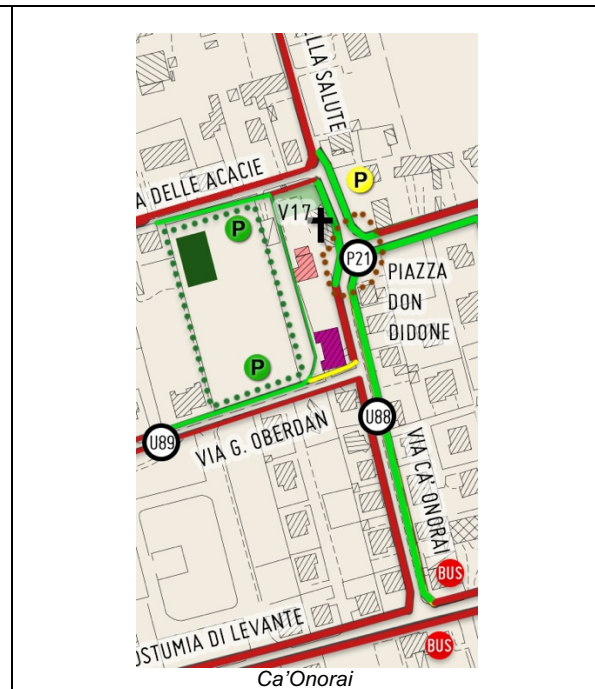 LLA SALUTE
A DELLE ACACIE
P
V17
P
P21
PIAZZA
DON
DIDONE
P
U88
U89
VIA G. OBERDAN
VIA CA' ONORAI
BUS
OSTUMIA DI LEVANTE
BUS
Ca'Onorai